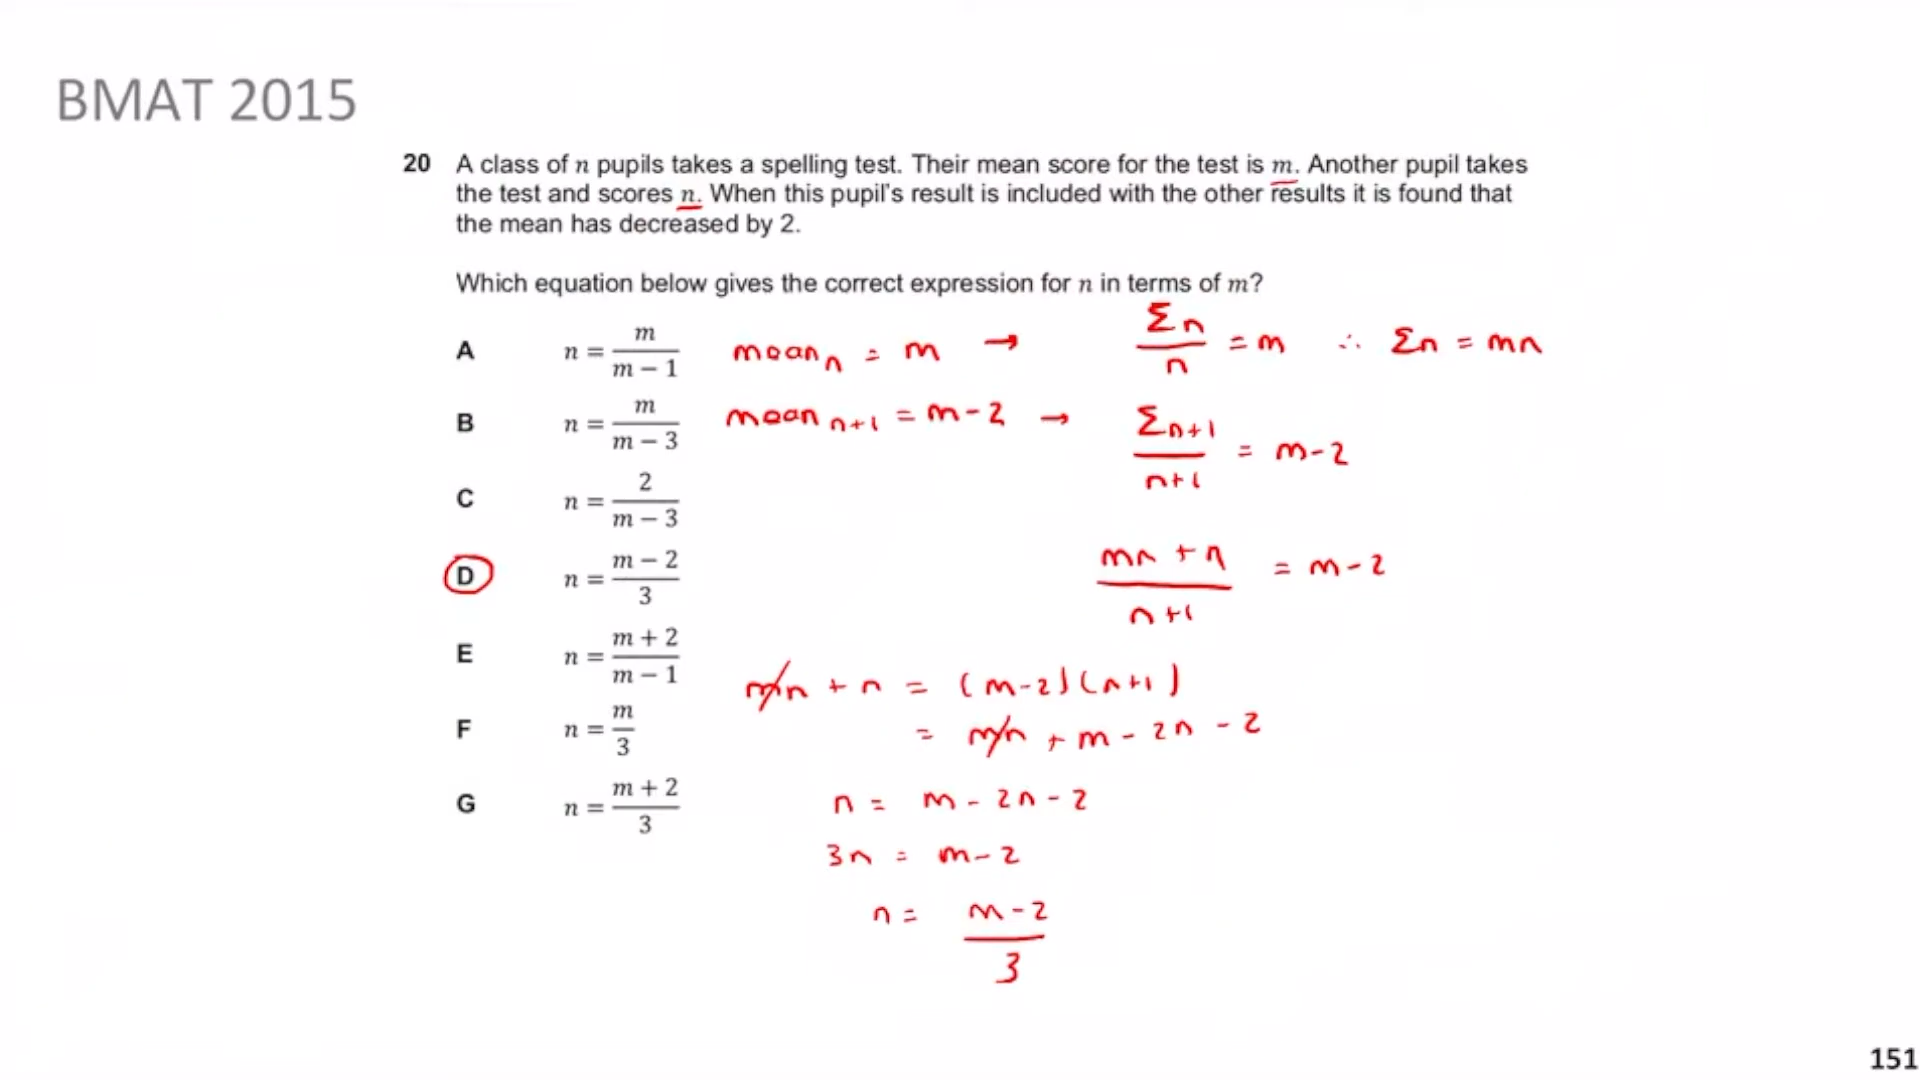 BMAT 2015
20 A class of n pupils takes a spelling test. Their mean score for the test is m. Another pupil takes
the test and scores n. When this pupil's result is included with the other results it is found that
the mean has decreased by 2.
Which equation below gives the correct expression for n in terms of m?
A n = m / (m − 1)
B n = m / (m − 3)
C n = 2 / (m − 3)
D n = (m − 2) / 3
E n = (m + 2) / (m − 1)
F n = m / 3
G n = (m + 2) / 3
mean n = m → Σn / n = m ∴ Σn = mn
mean n+1 = m-2 → Σn+1 / n+1 = m-2
mn + n / n+1 = m-2
mn + n = (m-2)(n+1)
= mn + m - 2n - 2
n = m - 2n - 2
3n = m-2
n = m-2 / 3
151